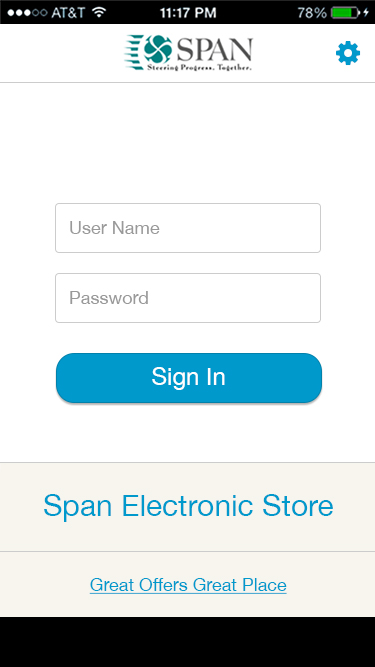 AT&T 11:17 PM 78%
SPAN
Steering Progress. Together.
User Name
Password
Sign In
Span Electronic Store
Great Offers Great Place